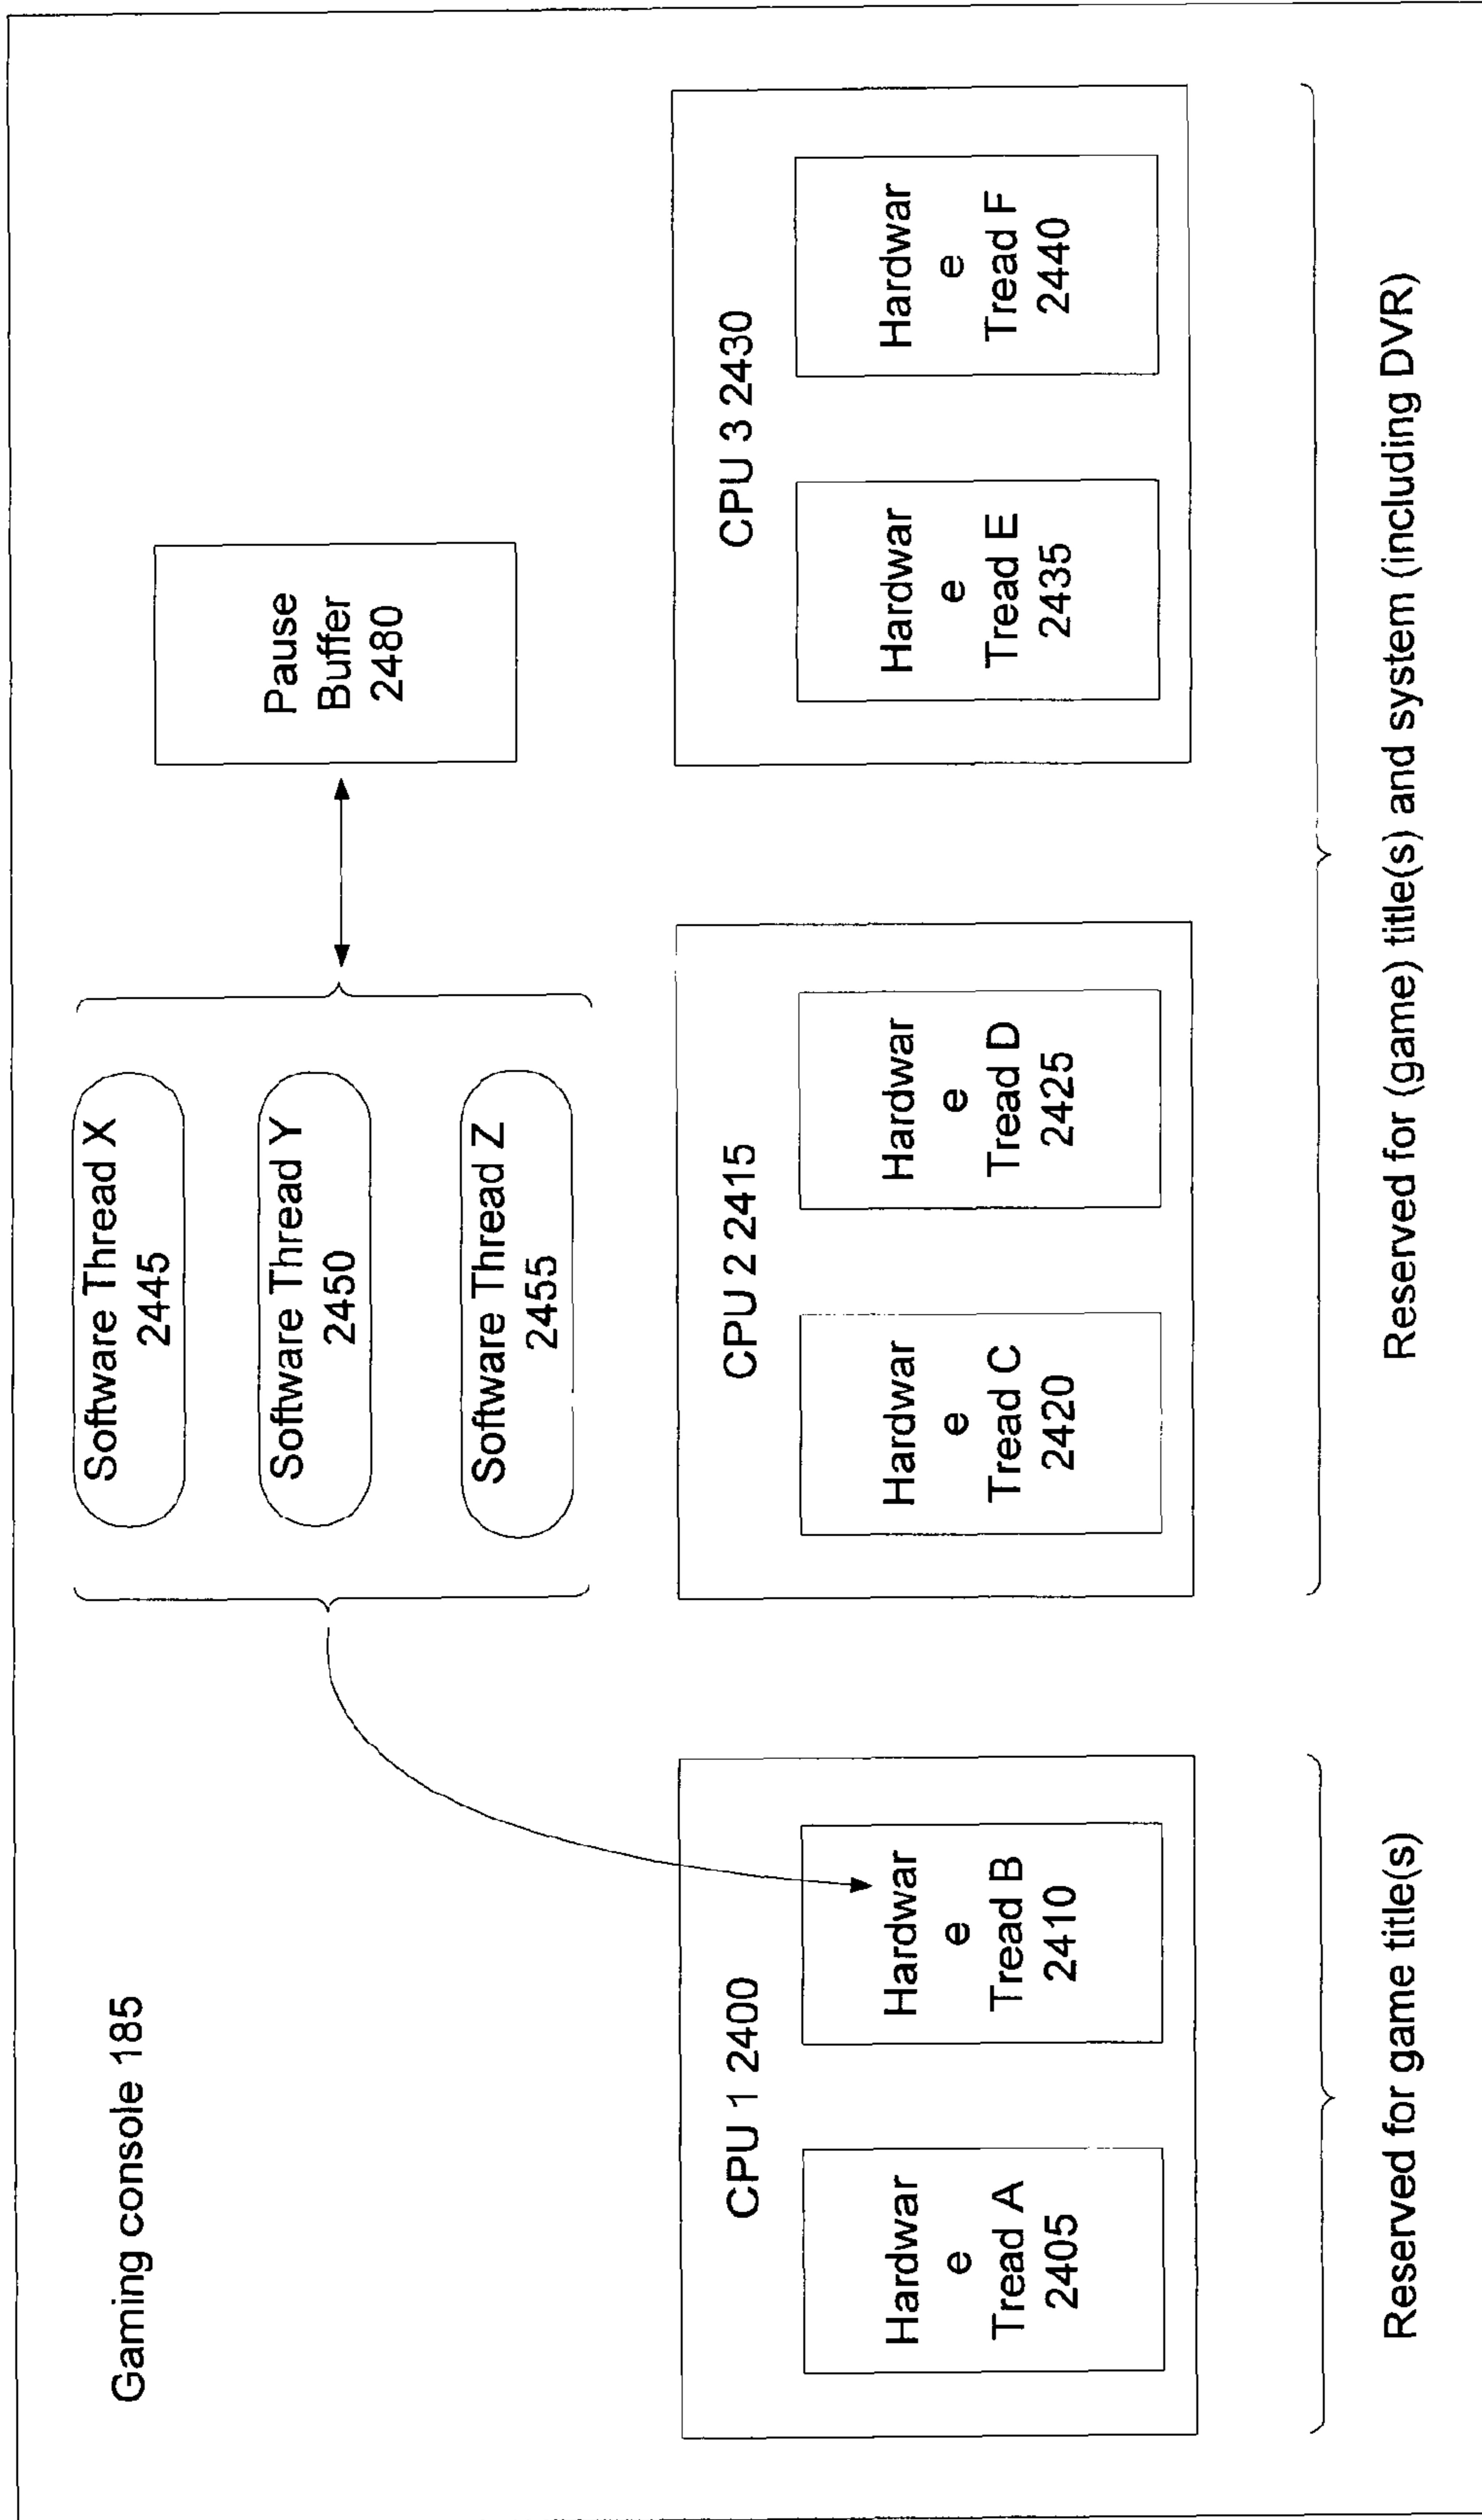 Gaming console 185
Software Thread X
2445
Software Thread Y
2450
Software Thread Z
2455
Pause
Buffer
2480
CPU 1 2400
Hardwar
e
Tread A
2405
Hardwar
e
Tread B
2410
CPU 2 2415
Hardwar
e
Tread C
2420
Hardwar
e
Tread D
2425
CPU 3 2430
Hardwar
e
Tread E
2435
Hardwar
e
Tread F
2440
Reserved for game title(s)
Reserved for (game) title(s) and system (including DVR)